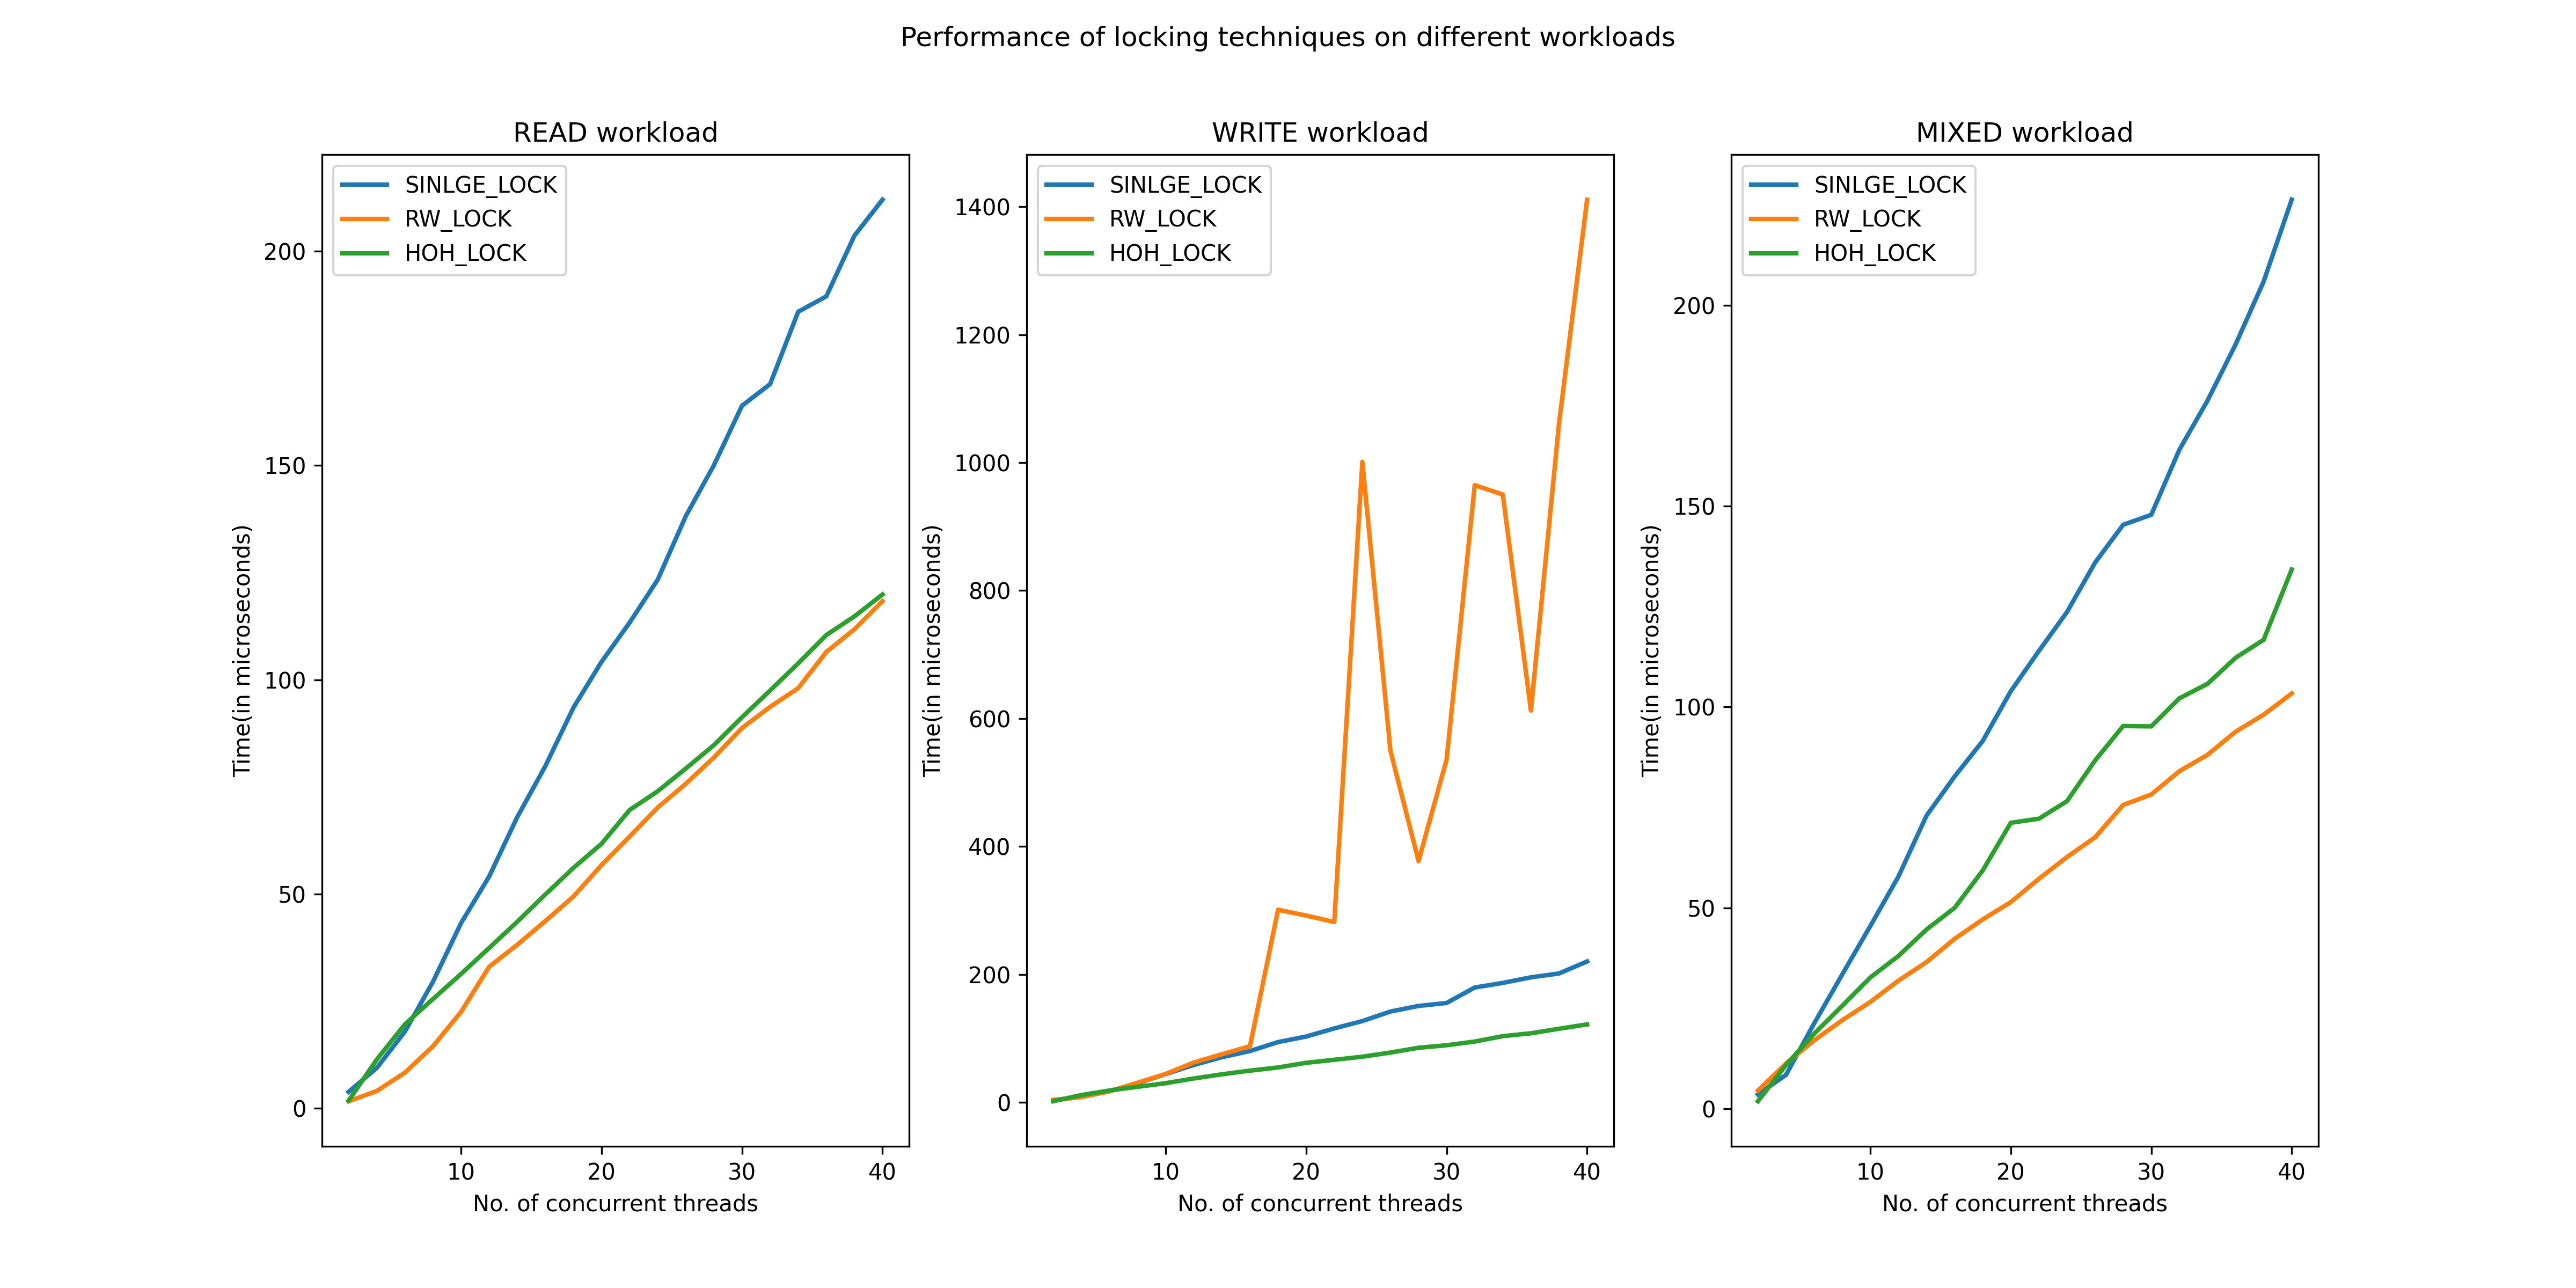 Performance of locking techniques on different workloads
READ workload
SINLGE_LOCK
RW_LOCK
HOH_LOCK
200
150
100
50
0
10 20 30 40
Time(in microseconds)
No. of concurrent threads
WRITE workload
SINLGE_LOCK
RW_LOCK
HOH_LOCK
1400
1200
1000
800
600
400
200
0
10 20 30 40
Time(in microseconds)
No. of concurrent threads
MIXED workload
SINLGE_LOCK
RW_LOCK
HOH_LOCK
200
150
100
50
0
10 20 30 40
Time(in microseconds)
No. of concurrent threads